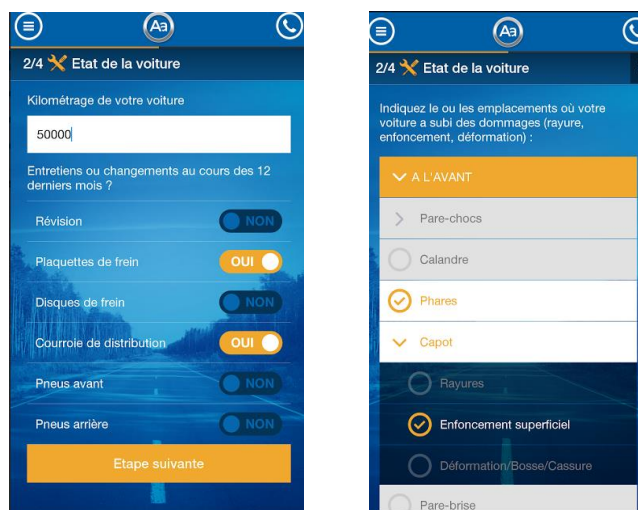 Aa
2/4 Etat de la voiture
Kilométrage de votre voiture
50000
Entretiens ou changements au cours des 12
derniers mois ?
Révision NON
Plaquettes de frein OUI
Disques de frein NON
Courroie de distribution OUI
Pneus avant NON
Pneus arrière NON
Etape suivante
Aa
2/4 Etat de la voiture
Indiquez le ou les emplacements où votre
voiture a subi des dommages (rayure,
enfoncement, déformation) :
A L'AVANT
Pare-chocs
Calandre
Phares
Capot
Rayures
Enfoncement superficiel
Déformation/Bosse/Cassure
Pare-brise